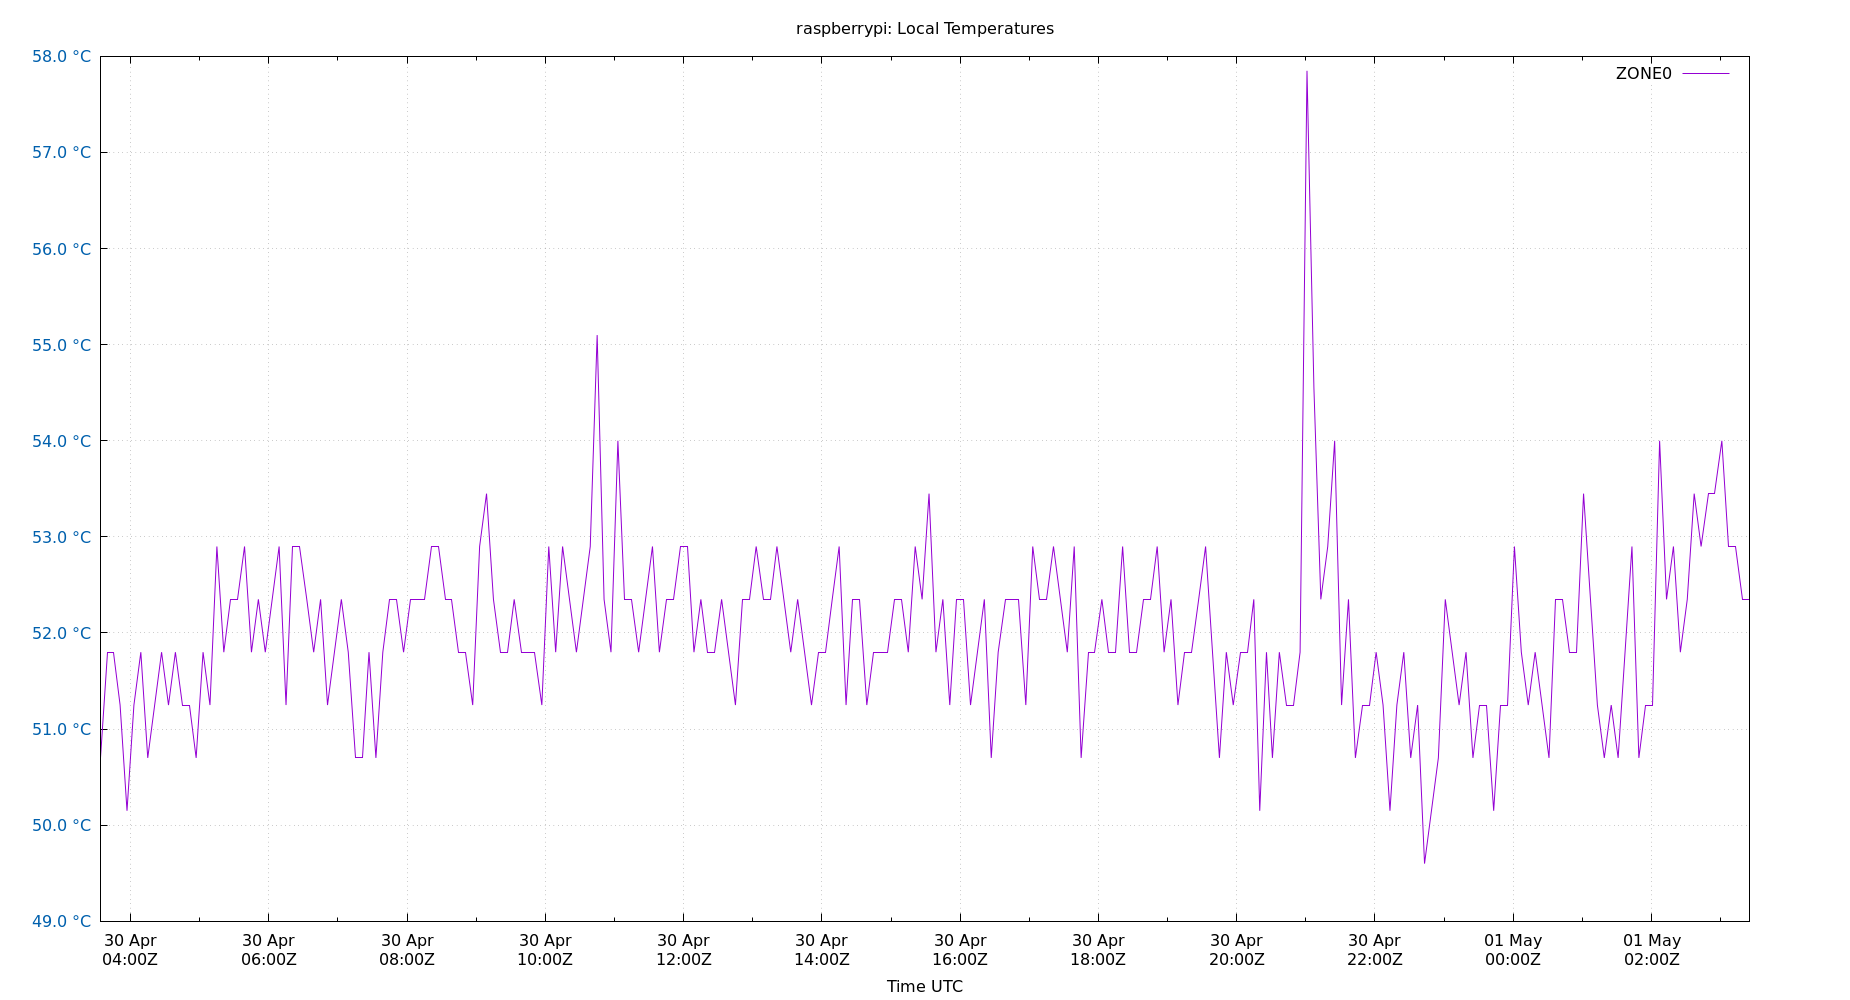 raspberrypi: Local Temperatures
58.0 °C
57.0 °C
56.0 °C
55.0 °C
54.0 °C
53.0 °C
52.0 °C
51.0 °C
50.0 °C
49.0 °C
ZONE0
30 Apr 30 Apr 30 Apr 30 Apr 30 Apr 30 Apr 30 Apr 30 Apr 30 Apr 30 Apr 01 May 01 May
04:00Z 06:00Z 08:00Z 10:00Z 12:00Z 14:00Z 16:00Z 18:00Z 20:00Z 22:00Z 00:00Z 02:00Z
Time UTC